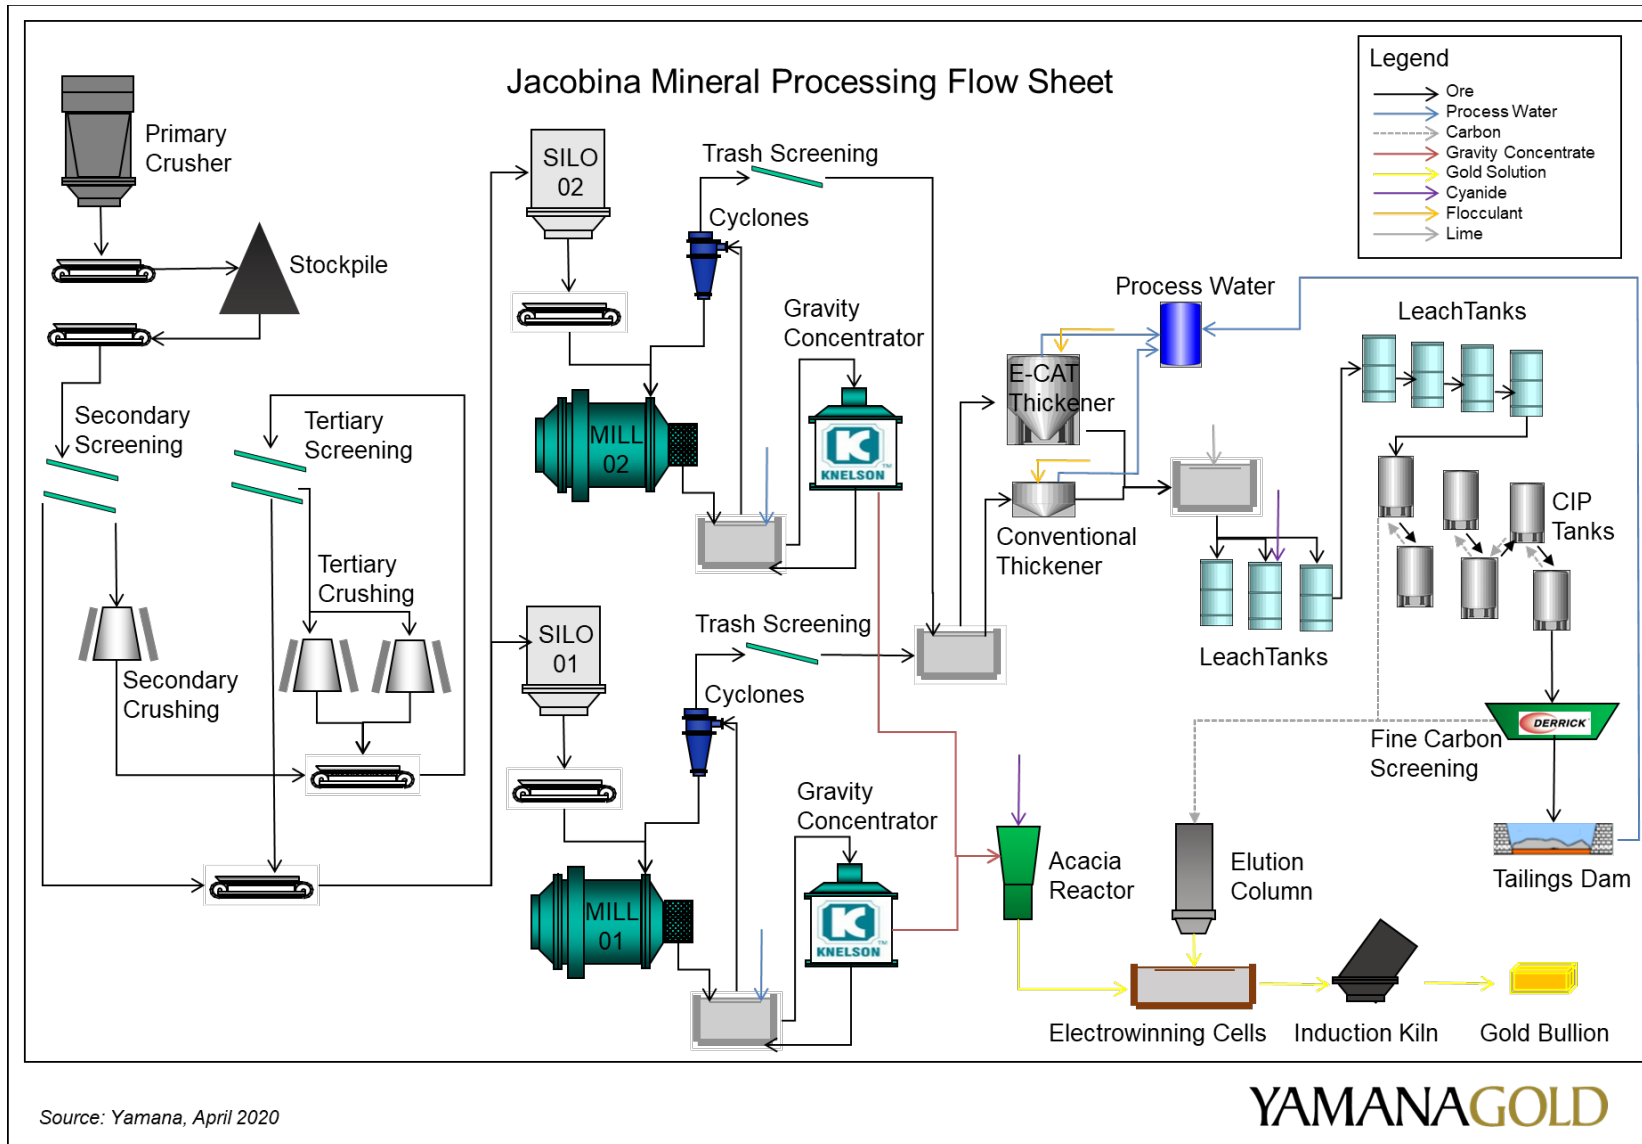 Jacobina Mineral Processing Flow Sheet
Legend
Ore
Process Water
Carbon
Gravity Concentrate
Gold Solution
Cyanide
Flocculant
Lime
Primary
Crusher
Stockpile
Secondary
Screening
Tertiary
Screening
Tertiary
Crushing
Secondary
Crushing
SILO
02
Trash Screening
Cyclones
Gravity
Concentrator
MILL
02
K
KNELSON
TM
SILO
01
Trash Screening
Cyclones
Gravity
Concentrator
MILL
01
K
KNELSON
TM
Process Water
E-CAT
Thickener
Conventional
Thickener
LeachTanks
LeachTanks
CIP
Tanks
DERRICK
Fine Carbon
Screening
Tailings Dam
Acacia
Reactor
Elution
Column
Electrowinning Cells
Induction Kiln
Gold Bullion
Source: Yamana, April 2020
YAMANAGOLD